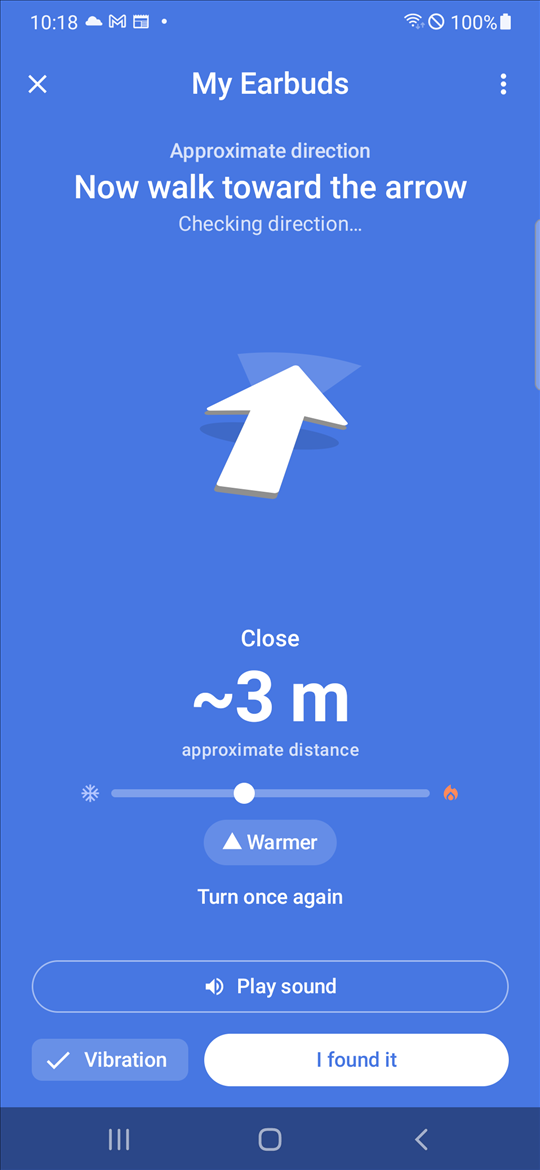 10:18
100%
My Earbuds
Approximate direction
Now walk toward the arrow
Checking direction…
Close
~3 m
approximate distance
Warmer
Turn once again
Play sound
Vibration
I found it